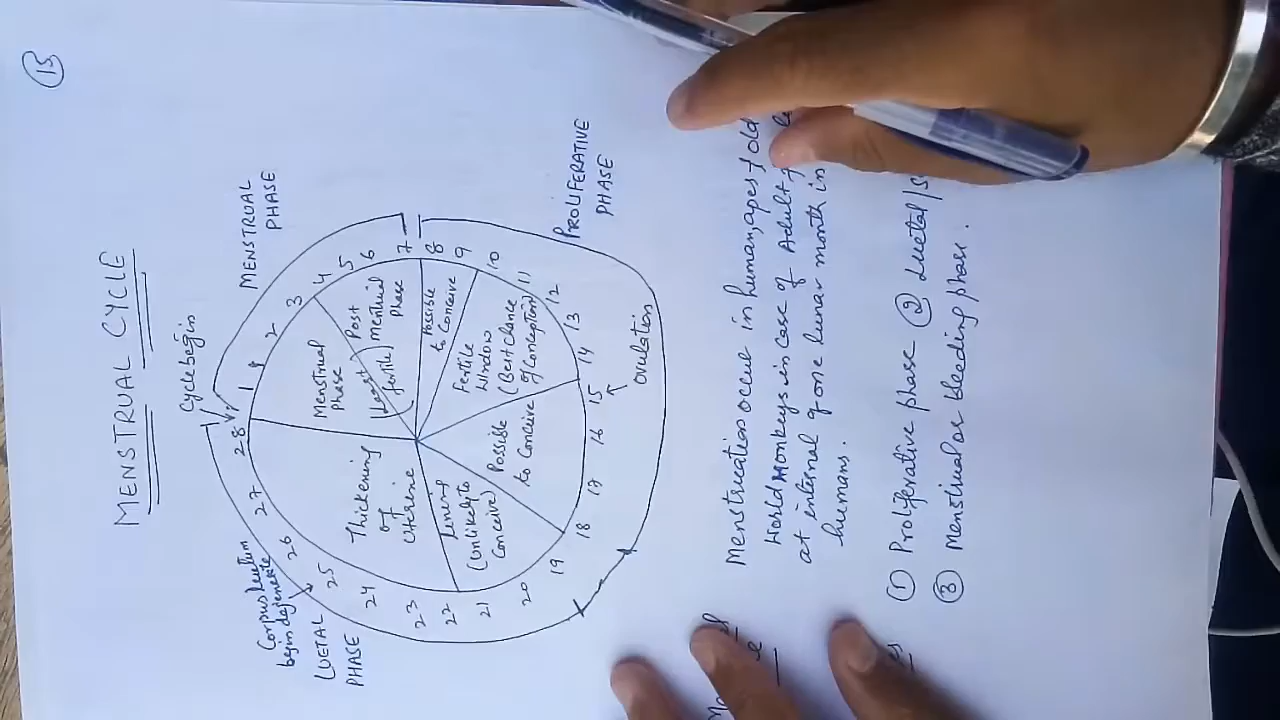 13
MENSTRUAL CYCLE
Cycle begin
MENSTRUAL
PHASE
1
2
3
4
5
6
7
8
9
10
11
12
13
14
15
16
17
18
19
20
21
22
23
24
25
26
27
28
Menstrual
Phase
Post
Menstrual
Phase
(Least
fertile)
Possible
to Conceive
Fertile
Window
(Best chance
of Conception)
Possible
to Conceive
Lining
(Unlikely to
Conceive)
Thickening
of
Uterine
PROLIFERATIVE
PHASE
Ovulation
Corpus luetum
begin degenerate
LUETAL
PHASE
Menstruation occur in human, apes & old
World Monkeys in case of Adult
at interval of one lunar month in
humans.
① Proliferative phase ② Luetal/
③ Menstrual or bleeding phase.